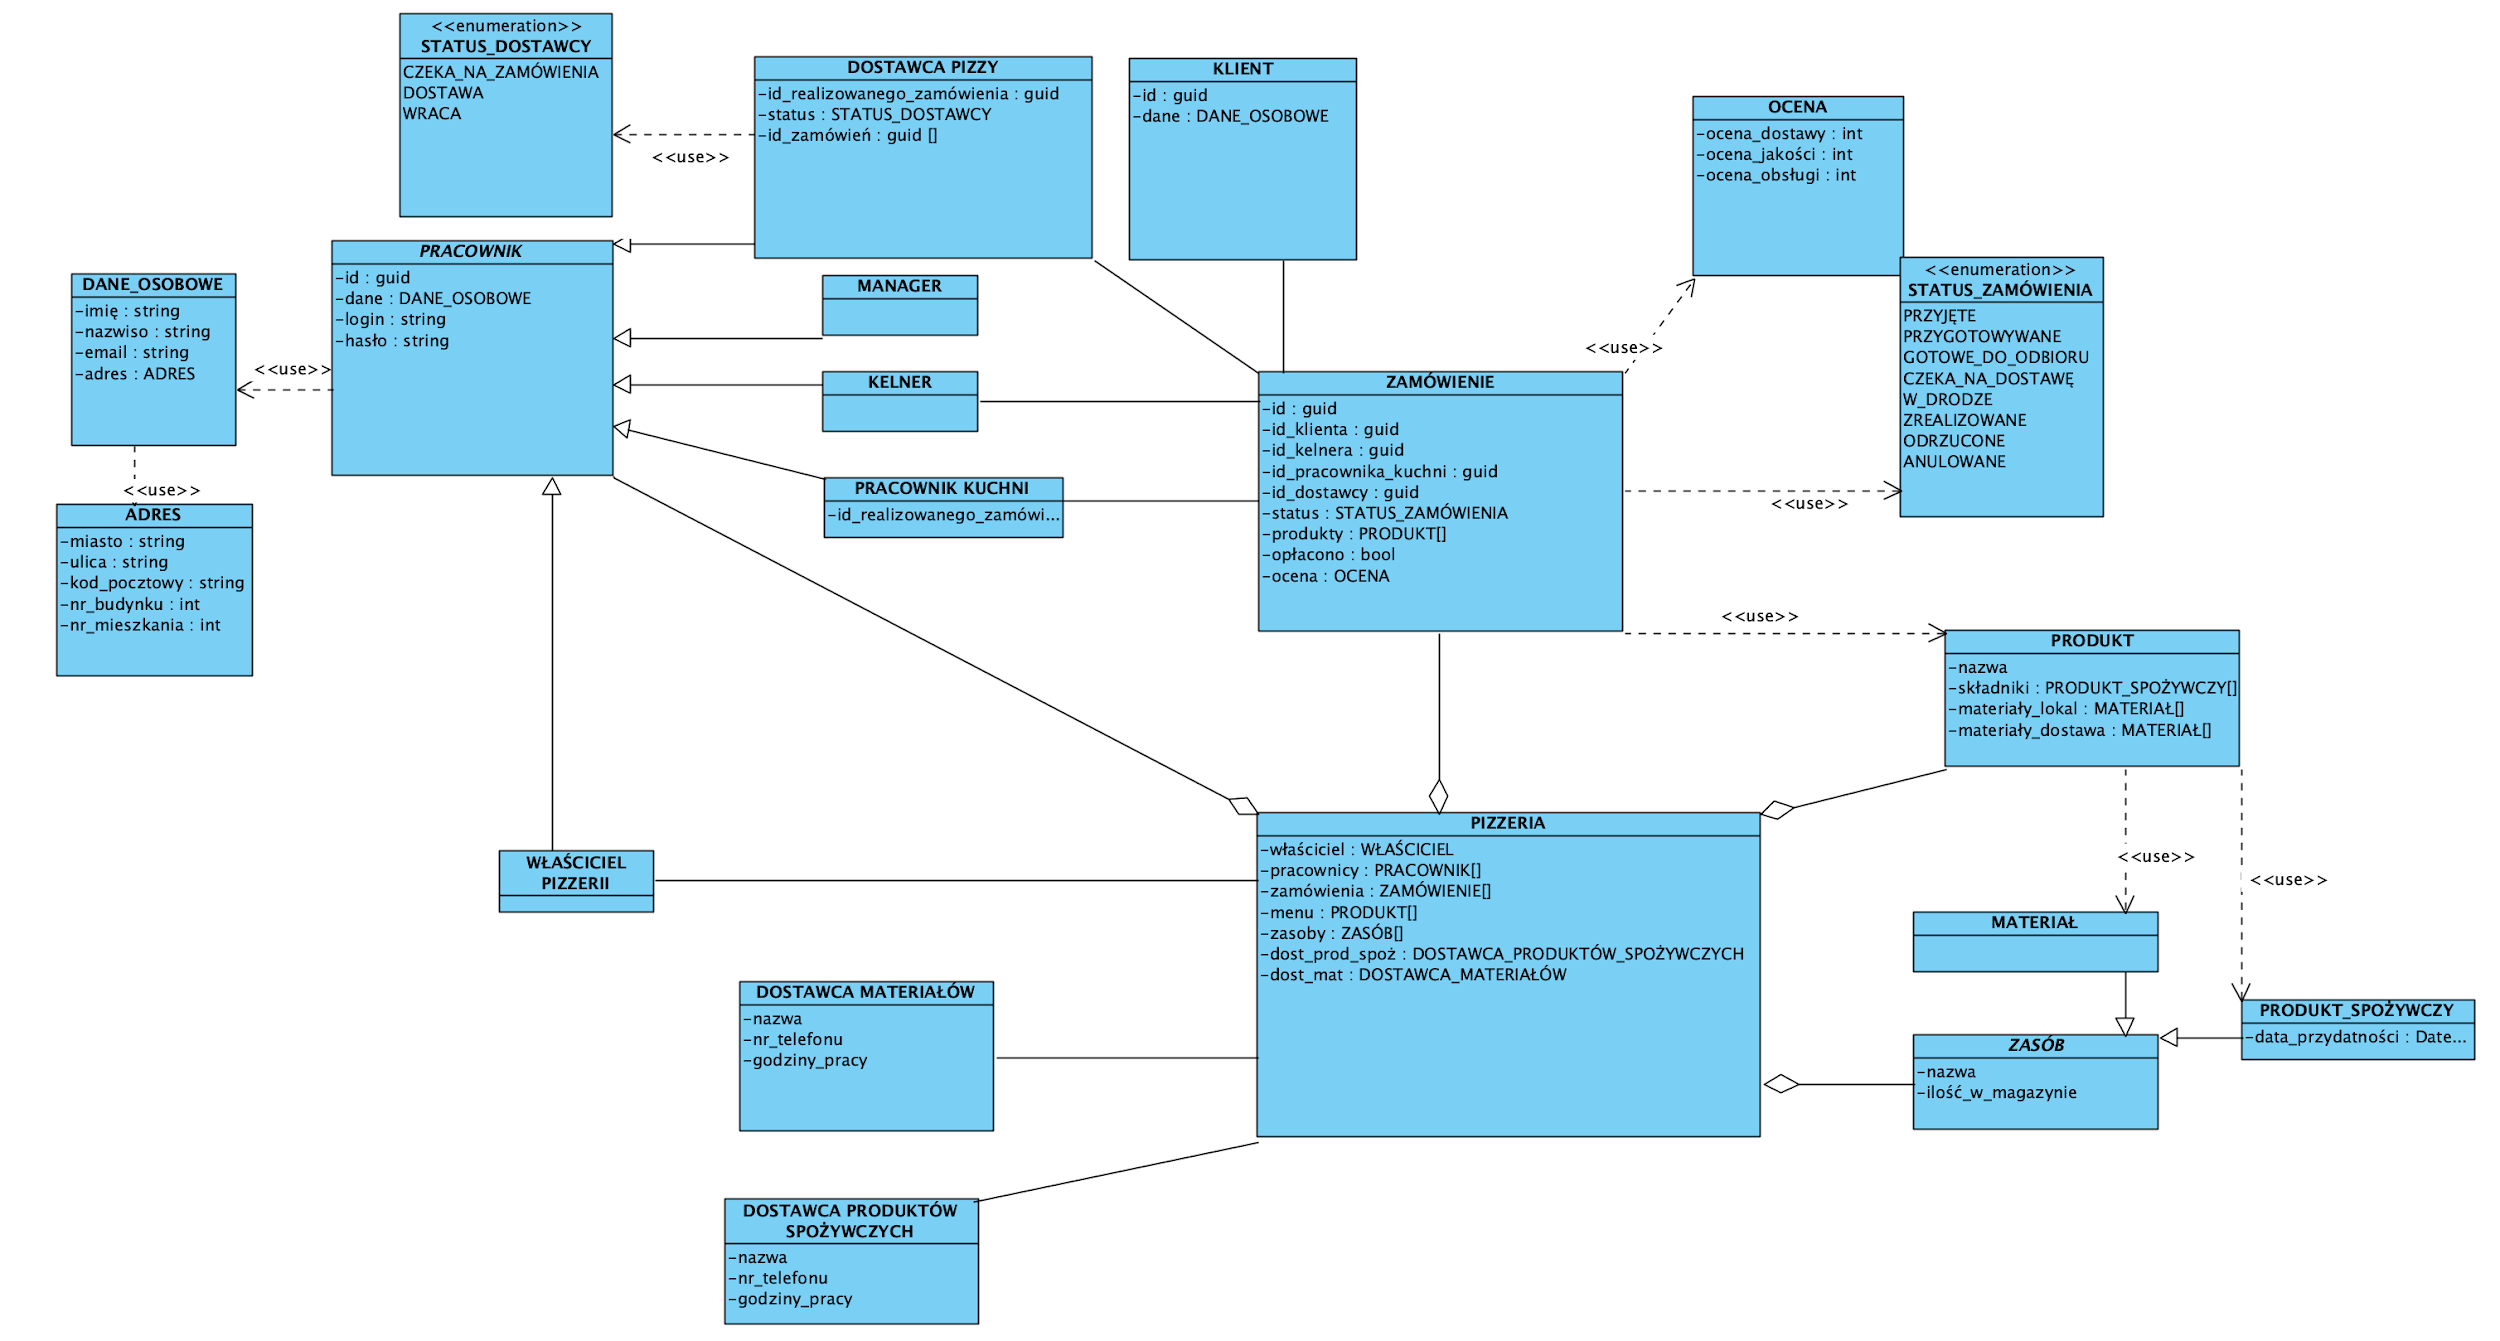 <<enumeration>>
STATUS_DOSTAWCY
CZEKA_NA_ZAMÓWIENIA
DOSTAWA
WRACA
<<use>>
DOSTAWCA PIZZY
-id_realizowanego_zamówienia : guid
-status : STATUS_DOSTAWCY
-id_zamówień : guid []
KLIENT
-id : guid
-dane : DANE_OSOBOWE
OCENA
-ocena_dostawy : int
-ocena_jakości : int
-ocena_obsługi : int
<<enumeration>>
STATUS_ZAMÓWIENIA
PRZYJĘTE
PRZYGOTOWYWANE
GOTOWE_DO_ODBIORU
CZEKA_NA_DOSTAWĘ
W_DRODZE
ZREALIZOWANE
ODRZUCONE
ANULOWANE
DANE_OSOBOWE
-imię : string
-nazwiso : string
-email : string
-adres : ADRES
<<use>>
PRACOWNIK
-id : guid
-dane : DANE_OSOBOWE
-login : string
-hasło : string
MANAGER
KELNER
PRACOWNIK KUCHNI
-id_realizowanego_zamówi...
<<use>>
ADRES
-miasto : string
-ulica : string
-kod_pocztowy : string
-nr_budynku : int
-nr_mieszkania : int
ZAMÓWIENIE
-id : guid
-id_klienta : guid
-id_kelnera : guid
-id_pracownika_kuchni : guid
-id_dostawcy : guid
-status : STATUS_ZAMÓWIENIA
-produkty : PRODUKT[]
-opłacono : bool
-ocena : OCENA
<<use>>
<<use>>
<<use>>
PRODUKT
-nazwa
-składniki : PRODUKT_SPOŻYWCZY[]
-materiały_lokal : MATERIAŁ[]
-materiały_dostawa : MATERIAŁ[]
<<use>>
<<use>>
WŁAŚCICIEL
PIZZERII
PIZZERIA
-właściciel : WŁAŚCICIEL
-pracownicy : PRACOWNIK[]
-zamówienia : ZAMÓWIENIE[]
-menu : PRODUKT[]
-zasoby : ZASÓB[]
-dost_prod_spoż : DOSTAWCA_PRODUKTÓW_SPOŻYWCZYCH
-dost_mat : DOSTAWCA_MATERIAŁÓW
MATERIAŁ
PRODUKT_SPOŻYWCZY
-data_przydatności : Date...
ZASÓB
-nazwa
-ilość_w_magazynie
DOSTAWCA MATERIAŁÓW
-nazwa
-nr_telefonu
-godziny_pracy
DOSTAWCA PRODUKTÓW
SPOŻYWCZYCH
-nazwa
-nr_telefonu
-godziny_pracy